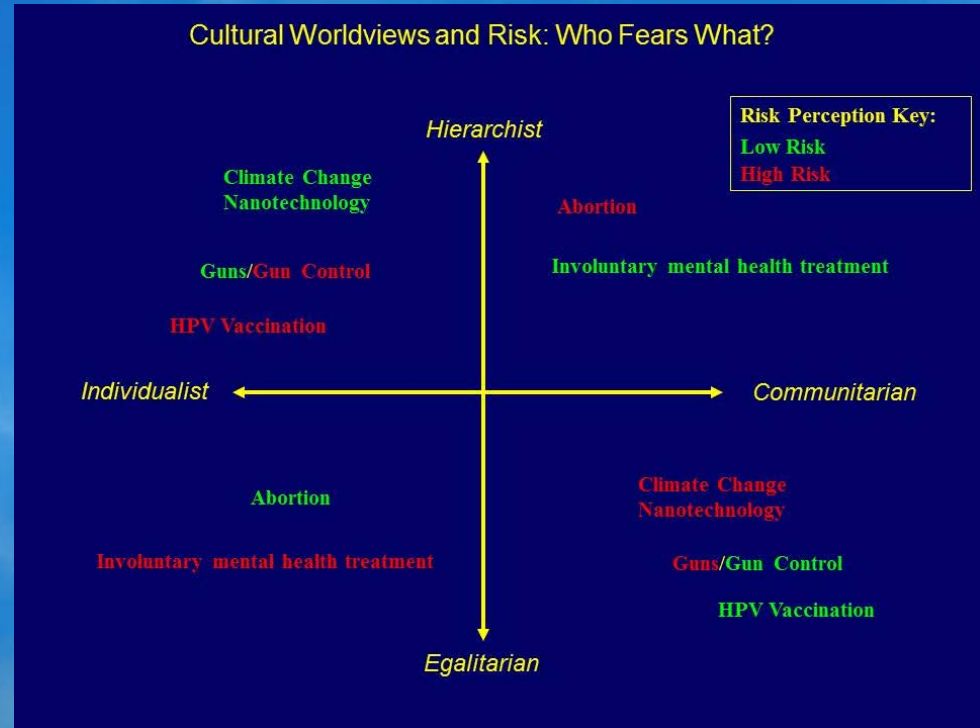 Cultural Worldviews and Risk: Who Fears What?
Risk Perception Key:
Low Risk
High Risk
Hierarchist
Climate Change
Nanotechnology
Guns/Gun Control
HPV Vaccination
Abortion
Involuntary mental health treatment
Individualist
Communitarian
Abortion
Involuntary mental health treatment
Climate Change
Nanotechnology
Guns/Gun Control
HPV Vaccination
Egalitarian